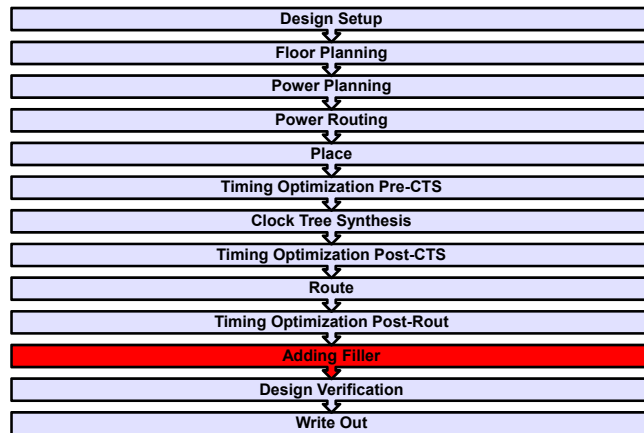 Design Setup
Floor Planning
Power Planning
Power Routing
Place
Timing Optimization Pre-CTS
Clock Tree Synthesis
Timing Optimization Post-CTS
Route
Timing Optimization Post-Rout
Adding Filler
Design Verification
Write Out